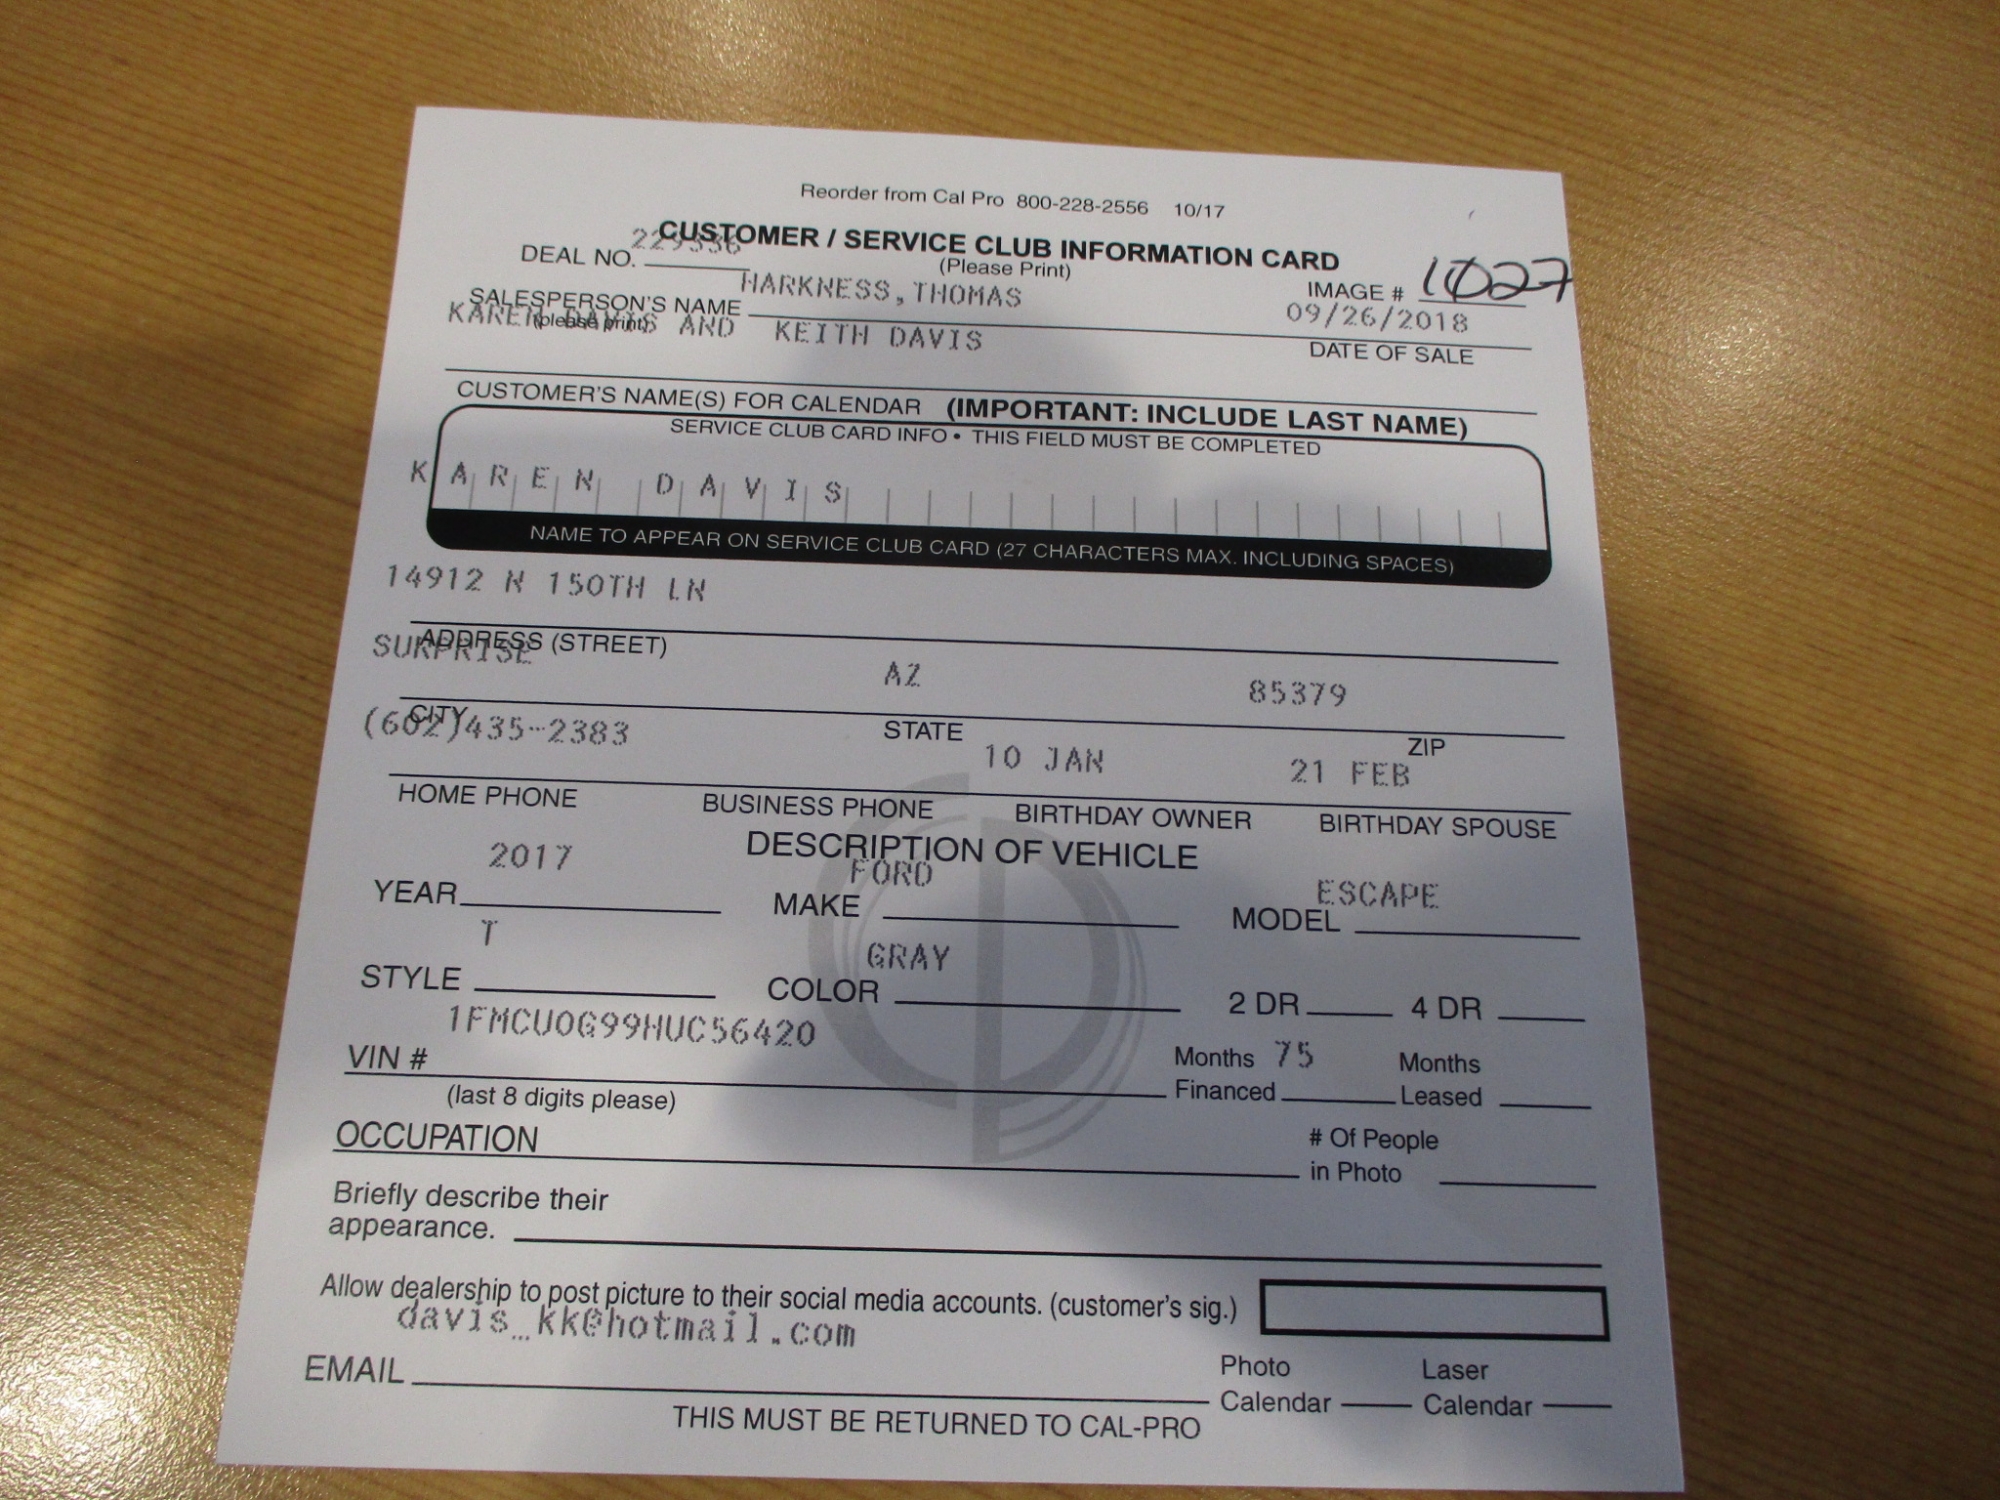 Reorder from Cal Pro 800-228-2556 10/17
CUSTOMER / SERVICE CLUB INFORMATION CARD
(Please Print)
DEAL NO. 229336
IMAGE # 1027
SALESPERSON'S NAME HARKNESS,THOMAS
(please print)
09/26/2018
DATE OF SALE
KAREN DAVIS AND KEITH DAVIS
CUSTOMER'S NAME(S) FOR CALENDAR (IMPORTANT: INCLUDE LAST NAME)
SERVICE CLUB CARD INFO • THIS FIELD MUST BE COMPLETED
KAREN DAVIS
NAME TO APPEAR ON SERVICE CLUB CARD (27 CHARACTERS MAX. INCLUDING SPACES)
14912 N 150TH LN
ADDRESS (STREET)
SURPRISE AZ 85379
CITY STATE ZIP
(602)435-2383 10 JAN 21 FEB
HOME PHONE BUSINESS PHONE BIRTHDAY OWNER BIRTHDAY SPOUSE
DESCRIPTION OF VEHICLE
2017 FORD ESCAPE
YEAR MAKE MODEL
T GRAY
STYLE COLOR 2 DR 4 DR
1FMCU0G99HUC56420
VIN # Months Financed 75 Months Leased
(last 8 digits please)
OCCUPATION # Of People in Photo
Briefly describe their
appearance.
Allow dealership to post picture to their social media accounts. (customer's sig.)
davis_kk@hotmail.com
EMAIL Photo Calendar Laser Calendar
THIS MUST BE RETURNED TO CAL-PRO